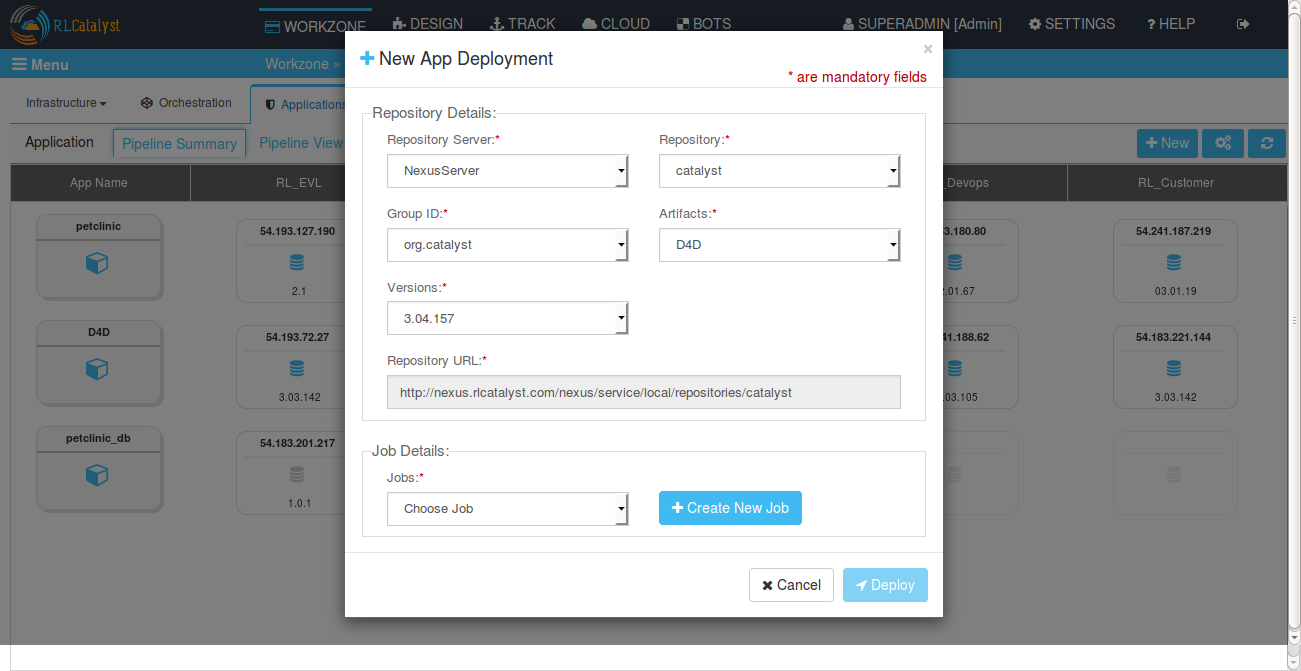 RLCatalyst
WORKZONE DESIGN TRACK CLOUD BOTS SUPERADMIN [Admin] SETTINGS ? HELP
Menu
Workzone »
+ New App Deployment ×
* are mandatory fields
Infrastructure Orchestration Applications
Application Pipeline Summary Pipeline View + New
App Name RL_EVL _Devops RL_Customer
Repository Details:
Repository Server:* Repository:*
NexusServer catalyst
Group ID:* Artifacts:*
org.catalyst D4D
Versions:*
3.04.157
Repository URL:*
http://nexus.rlcatalyst.com/nexus/service/local/repositories/catalyst
Job Details:
Jobs:*
Choose Job + Create New Job
Cancel Deploy
petclinic 54.193.127.190 3.180.80 54.241.187.219
2.1 .01.67 03.01.19
D4D 54.193.72.27 41.188.62 54.183.221.144
3.03.142 .03.105 3.03.142
petclinic_db 54.183.201.217
1.0.1